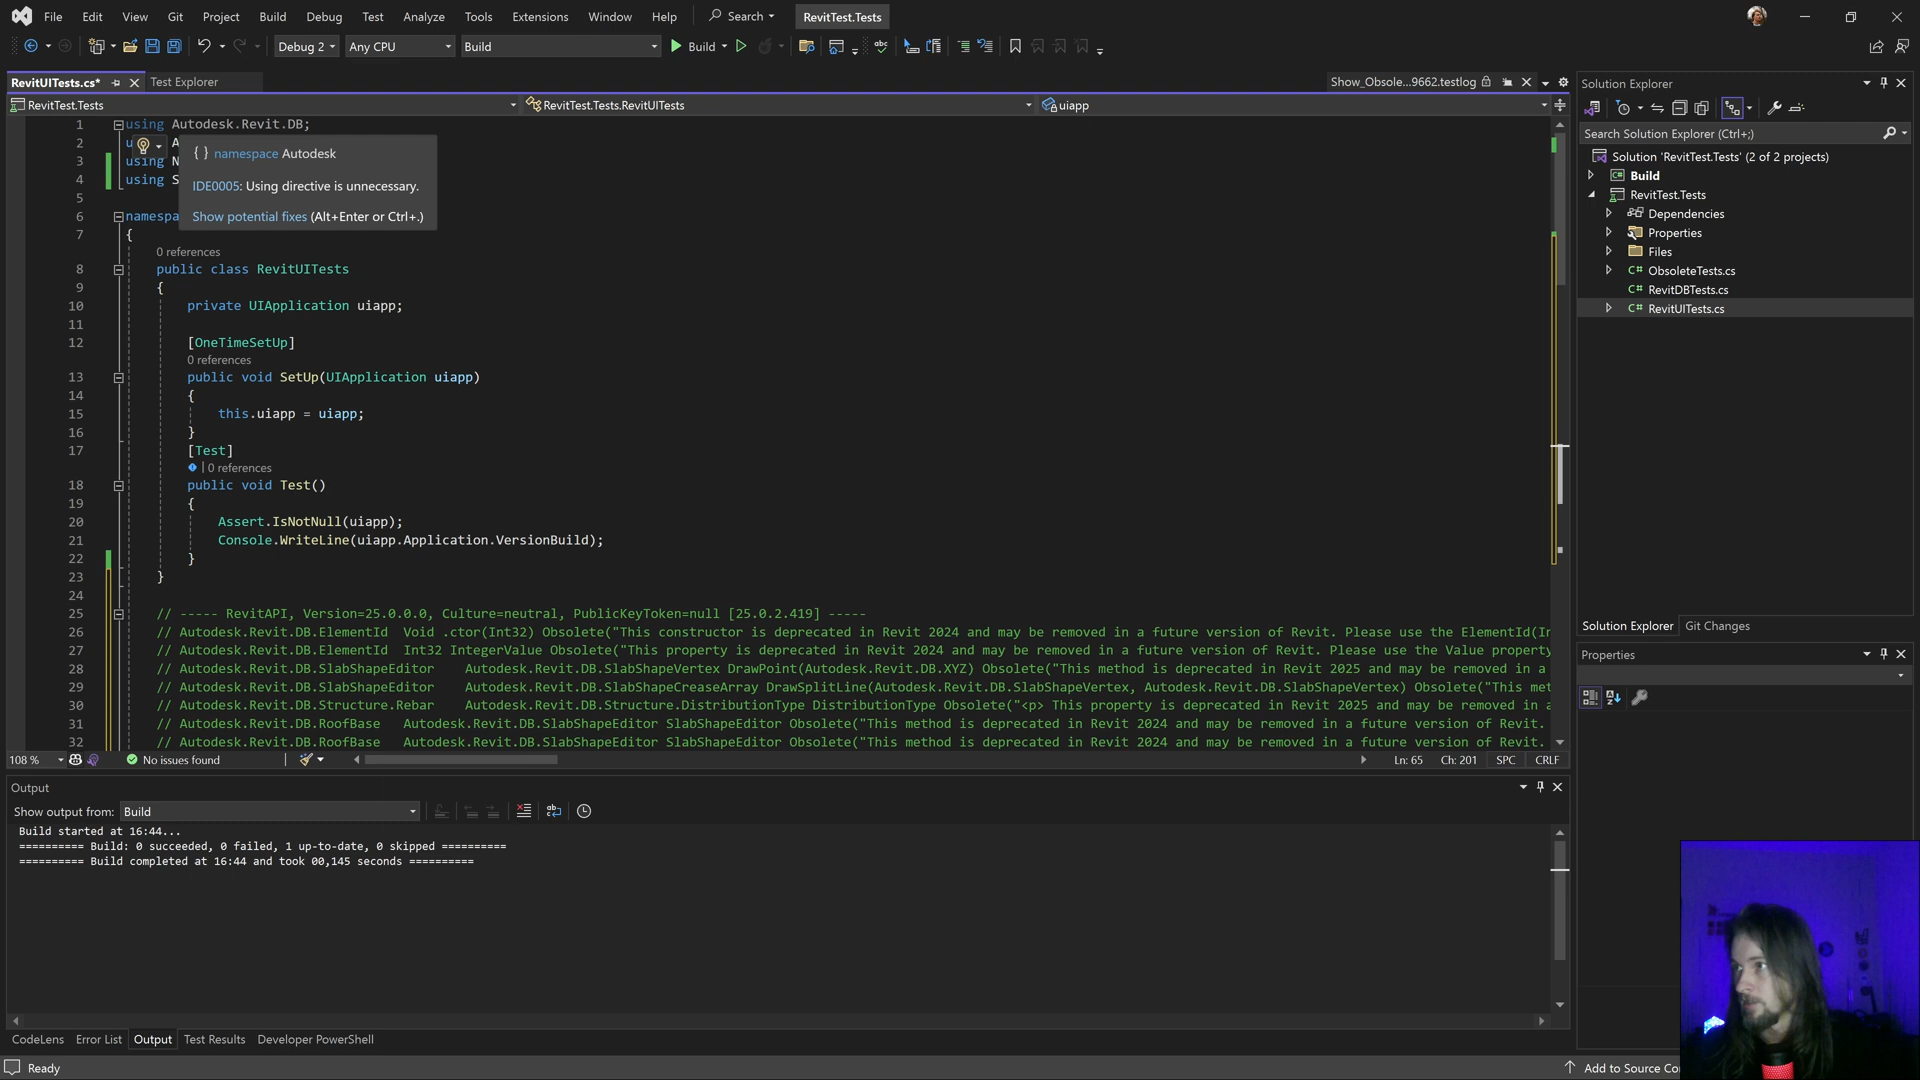 File Edit View Git Project Build Debug Test Analyze Tools Extensions Window Help Search RevitTest.Tests
Debug 2 Any CPU Build Build
RevitUITests.cs* Test Explorer Show_Obsole...9662.testlog
RevitTest.Tests RevitTest.Tests.RevitUITests uiapp
1 using Autodesk.Revit.DB;
2 u A
3 using N
4 using S
5
6 namespa
7 {
{ } namespace Autodesk
IDE0005: Using directive is unnecessary.
Show potential fixes (Alt+Enter or Ctrl+.)
0 references
8 public class RevitUITests
9 {
10 private UIApplication uiapp;
11
12 [OneTimeSetUp]
0 references
13 public void SetUp(UIApplication uiapp)
14 {
15 this.uiapp = uiapp;
16 }
17 [Test]
| 0 references
18 public void Test()
19 {
20 Assert.IsNotNull(uiapp);
21 Console.WriteLine(uiapp.Application.VersionBuild);
22 }
23 }
24
25 // ----- RevitAPI, Version=25.0.0.0, Culture=neutral, PublicKeyToken=null [25.0.2.419] -----
26 // Autodesk.Revit.DB.ElementId Void .ctor(Int32) Obsolete("This constructor is deprecated in Revit 2024 and may be removed in a future version of Revit. Please use the ElementId(In
27 // Autodesk.Revit.DB.ElementId Int32 IntegerValue Obsolete("This property is deprecated in Revit 2024 and may be removed in a future version of Revit. Please use the Value property
28 // Autodesk.Revit.DB.SlabShapeEditor Autodesk.Revit.DB.SlabShapeVertex DrawPoint(Autodesk.Revit.DB.XYZ) Obsolete("This method is deprecated in Revit 2025 and may be removed in a
29 // Autodesk.Revit.DB.SlabShapeEditor Autodesk.Revit.DB.SlabShapeCreaseArray DrawSplitLine(Autodesk.Revit.DB.SlabShapeVertex, Autodesk.Revit.DB.SlabShapeVertex) Obsolete("This met
30 // Autodesk.Revit.DB.Structure.Rebar Autodesk.Revit.DB.Structure.DistributionType DistributionType Obsolete("<p> This property is deprecated in Revit 2025 and may be removed in a
31 // Autodesk.Revit.DB.RoofBase Autodesk.Revit.DB.SlabShapeEditor SlabShapeEditor Obsolete("This method is deprecated in Revit 2024 and may be removed in a future version of Revit.
32 // Autodesk.Revit.DB.RoofBase Autodesk.Revit.DB.SlabShapeEditor SlabShapeEditor Obsolete("This method is deprecated in Revit 2024 and may be removed in a future version of Revit.
108 % No issues found Ln: 65 Ch: 201 SPC CRLF
Output
Show output from: Build
Build started at 16:44...
========== Build: 0 succeeded, 0 failed, 1 up-to-date, 0 skipped ==========
========== Build completed at 16:44 and took 00,145 seconds ==========
CodeLens Error List Output Test Results Developer PowerShell
Ready
Solution Explorer
Search Solution Explorer (Ctrl+;)
Solution 'RevitTest.Tests' (2 of 2 projects)
Build
RevitTest.Tests
Dependencies
Properties
Files
C# ObsoleteTests.cs
C# RevitDBTests.cs
C# RevitUITests.cs
Solution Explorer Git Changes
Properties
Add to Source Co